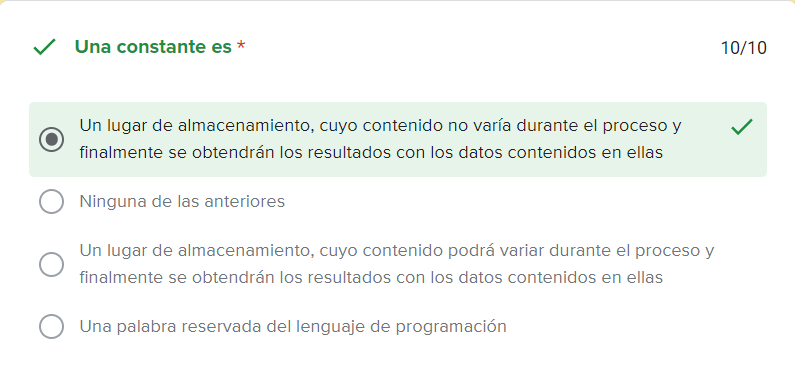 Una constante es *
10/10
Un lugar de almacenamiento, cuyo contenido no varía durante el proceso y
finalmente se obtendrán los resultados con los datos contenidos en ellas
Ninguna de las anteriores
Un lugar de almacenamiento, cuyo contenido podrá variar durante el proceso y
finalmente se obtendrán los resultados con los datos contenidos en ellas
Una palabra reservada del lenguaje de programación